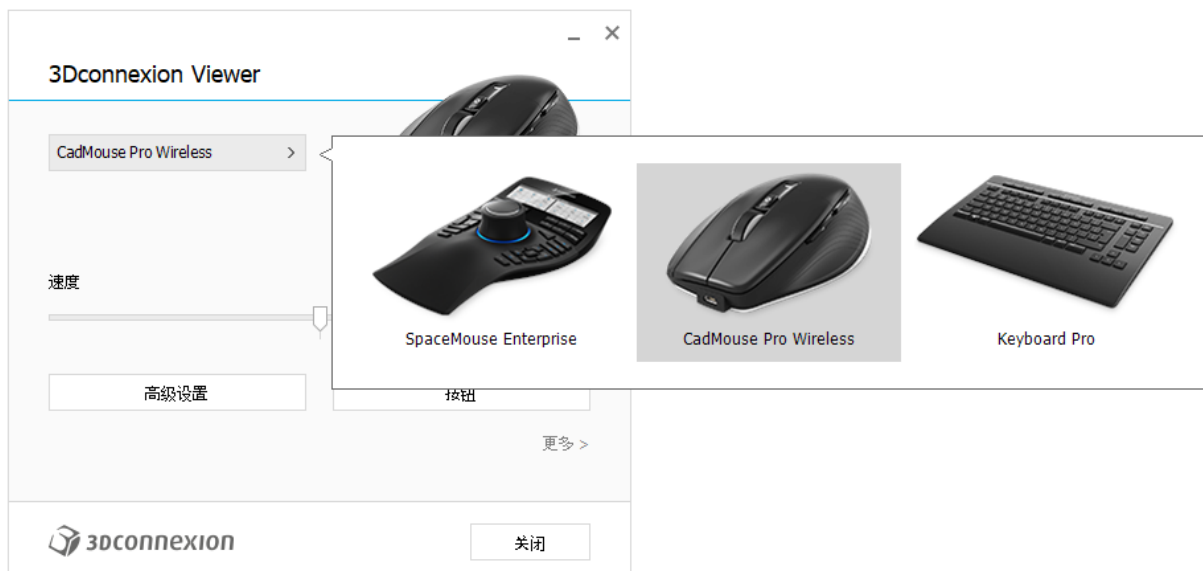 3Dconnexion Viewer
CadMouse Pro Wireless
SpaceMouse Enterprise
CadMouse Pro Wireless
Keyboard Pro
速度
高级设置
按钮
更多 >
3Dconnexion
关闭